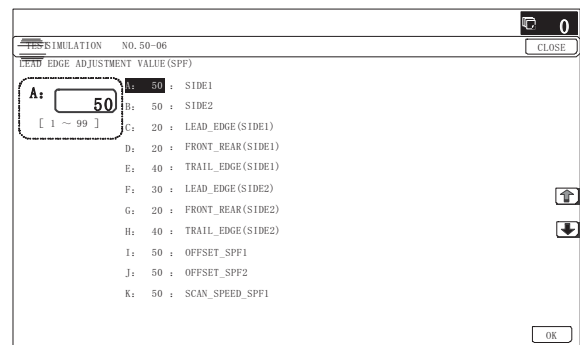 0
TEST SIMULATION NO.50-06
CLOSE
LEAD EDGE ADJUSTMENT VALUE(SPF)
A: 50
[ 1 ~ 99 ]
A: 50 : SIDE1
B: 50 : SIDE2
C: 20 : LEAD_EDGE(SIDE1)
D: 20 : FRONT_REAR(SIDE1)
E: 40 : TRAIL_EDGE(SIDE1)
F: 30 : LEAD_EDGE(SIDE2)
G: 20 : FRONT_REAR(SIDE2)
H: 40 : TRAIL_EDGE(SIDE2)
I: 50 : OFFSET_SPF1
J: 50 : OFFSET_SPF2
K: 50 : SCAN_SPEED_SPF1
OK